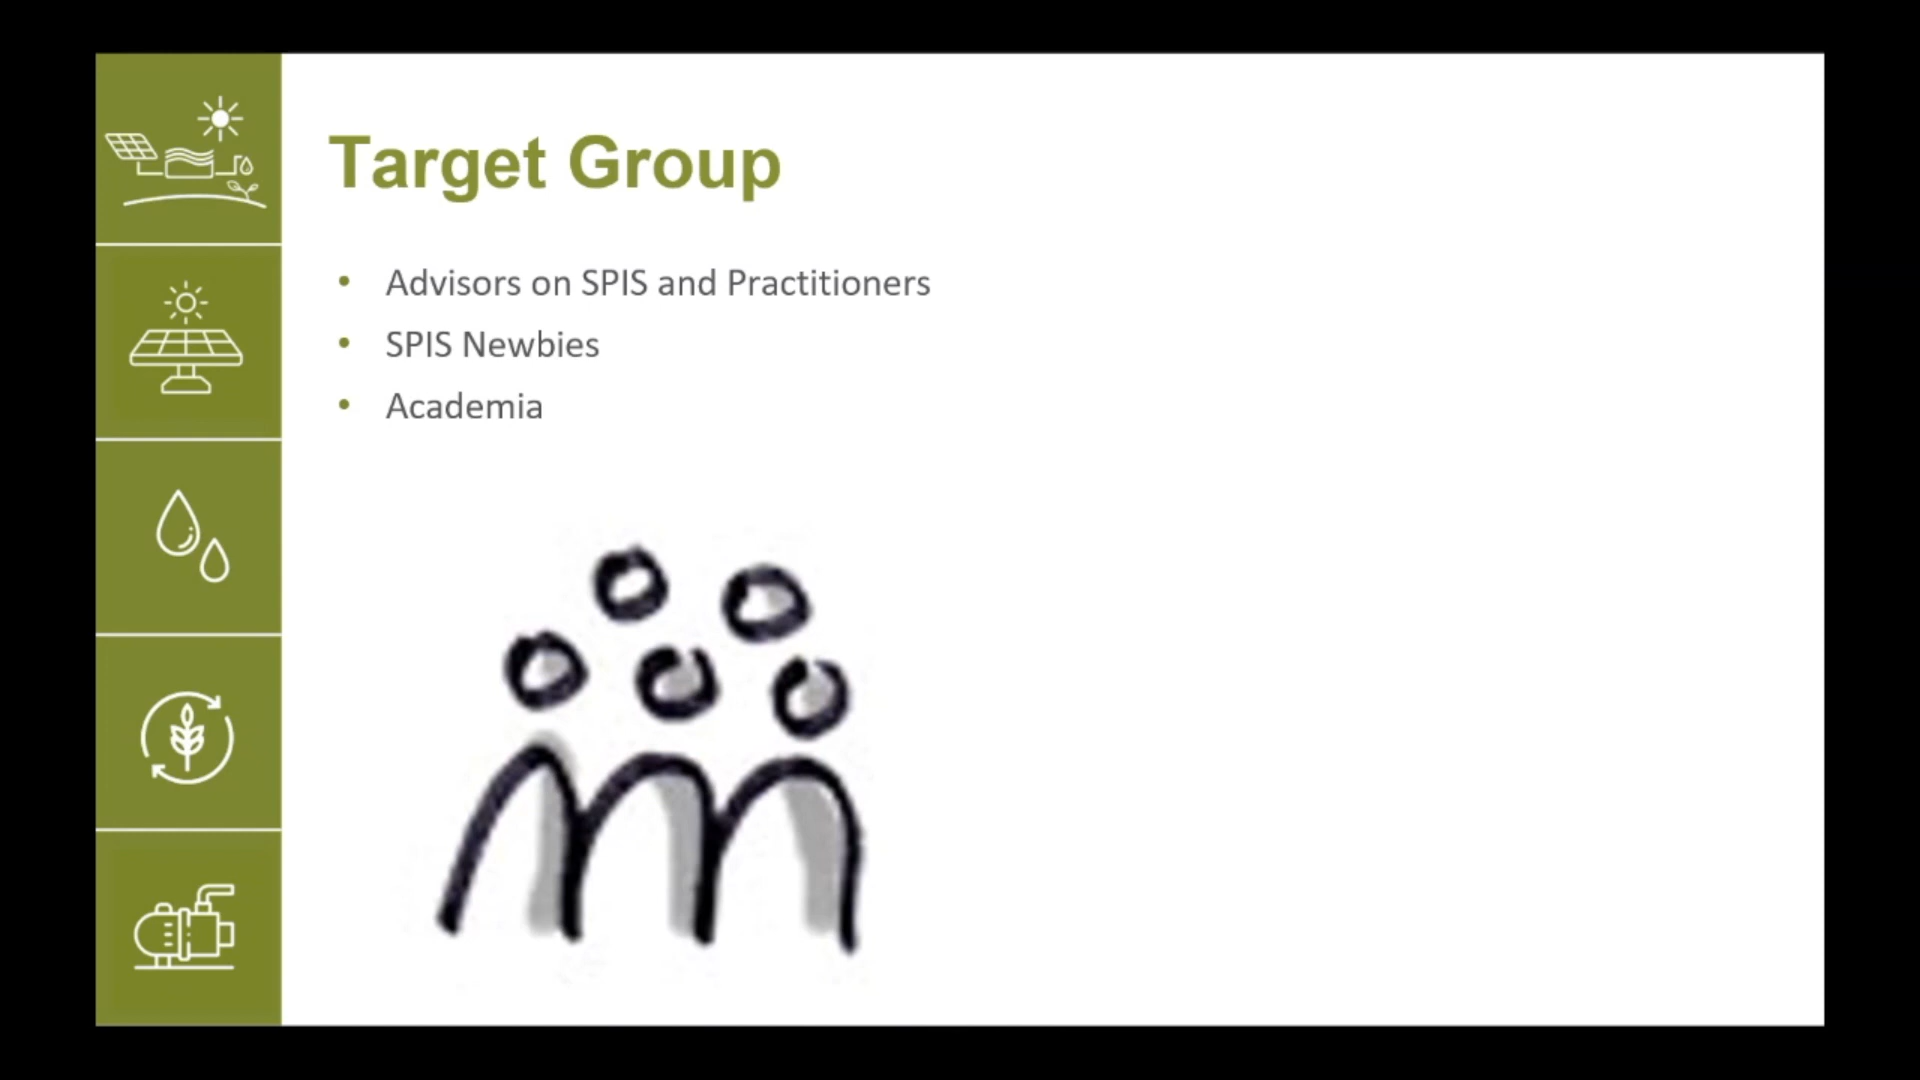 Target Group
• Advisors on SPIS and Practitioners
• SPIS Newbies
• Academia